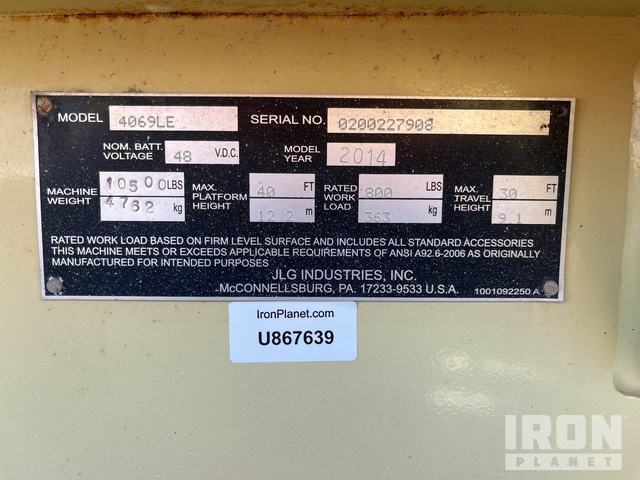 MODEL 4069LE SERIAL NO. 0200227908
NOM. BATT. VOLTAGE 48 V.D.C. MODEL YEAR 2014
MACHINE WEIGHT 10500 LBS 4762 kg MAX. PLATFORM HEIGHT 40 FT 12.2 m RATED WORK LOAD 800 LBS 363 kg MAX. TRAVEL HEIGHT 30 FT 9.1 m
RATED WORK LOAD BASED ON FIRM LEVEL SURFACE AND INCLUDES ALL STANDARD ACCESSORIES
THIS MACHINE MEETS OR EXCEEDS APPLICABLE REQUIREMENTS OF ANSI A92.6-2006 AS ORIGINALLY
MANUFACTURED FOR INTENDED PURPOSES
JLG INDUSTRIES, INC.
McCONNELLSBURG, PA. 17233-9533 U.S.A. 1001092250 A
IronPlanet.com
U867639
IRON
PLANET